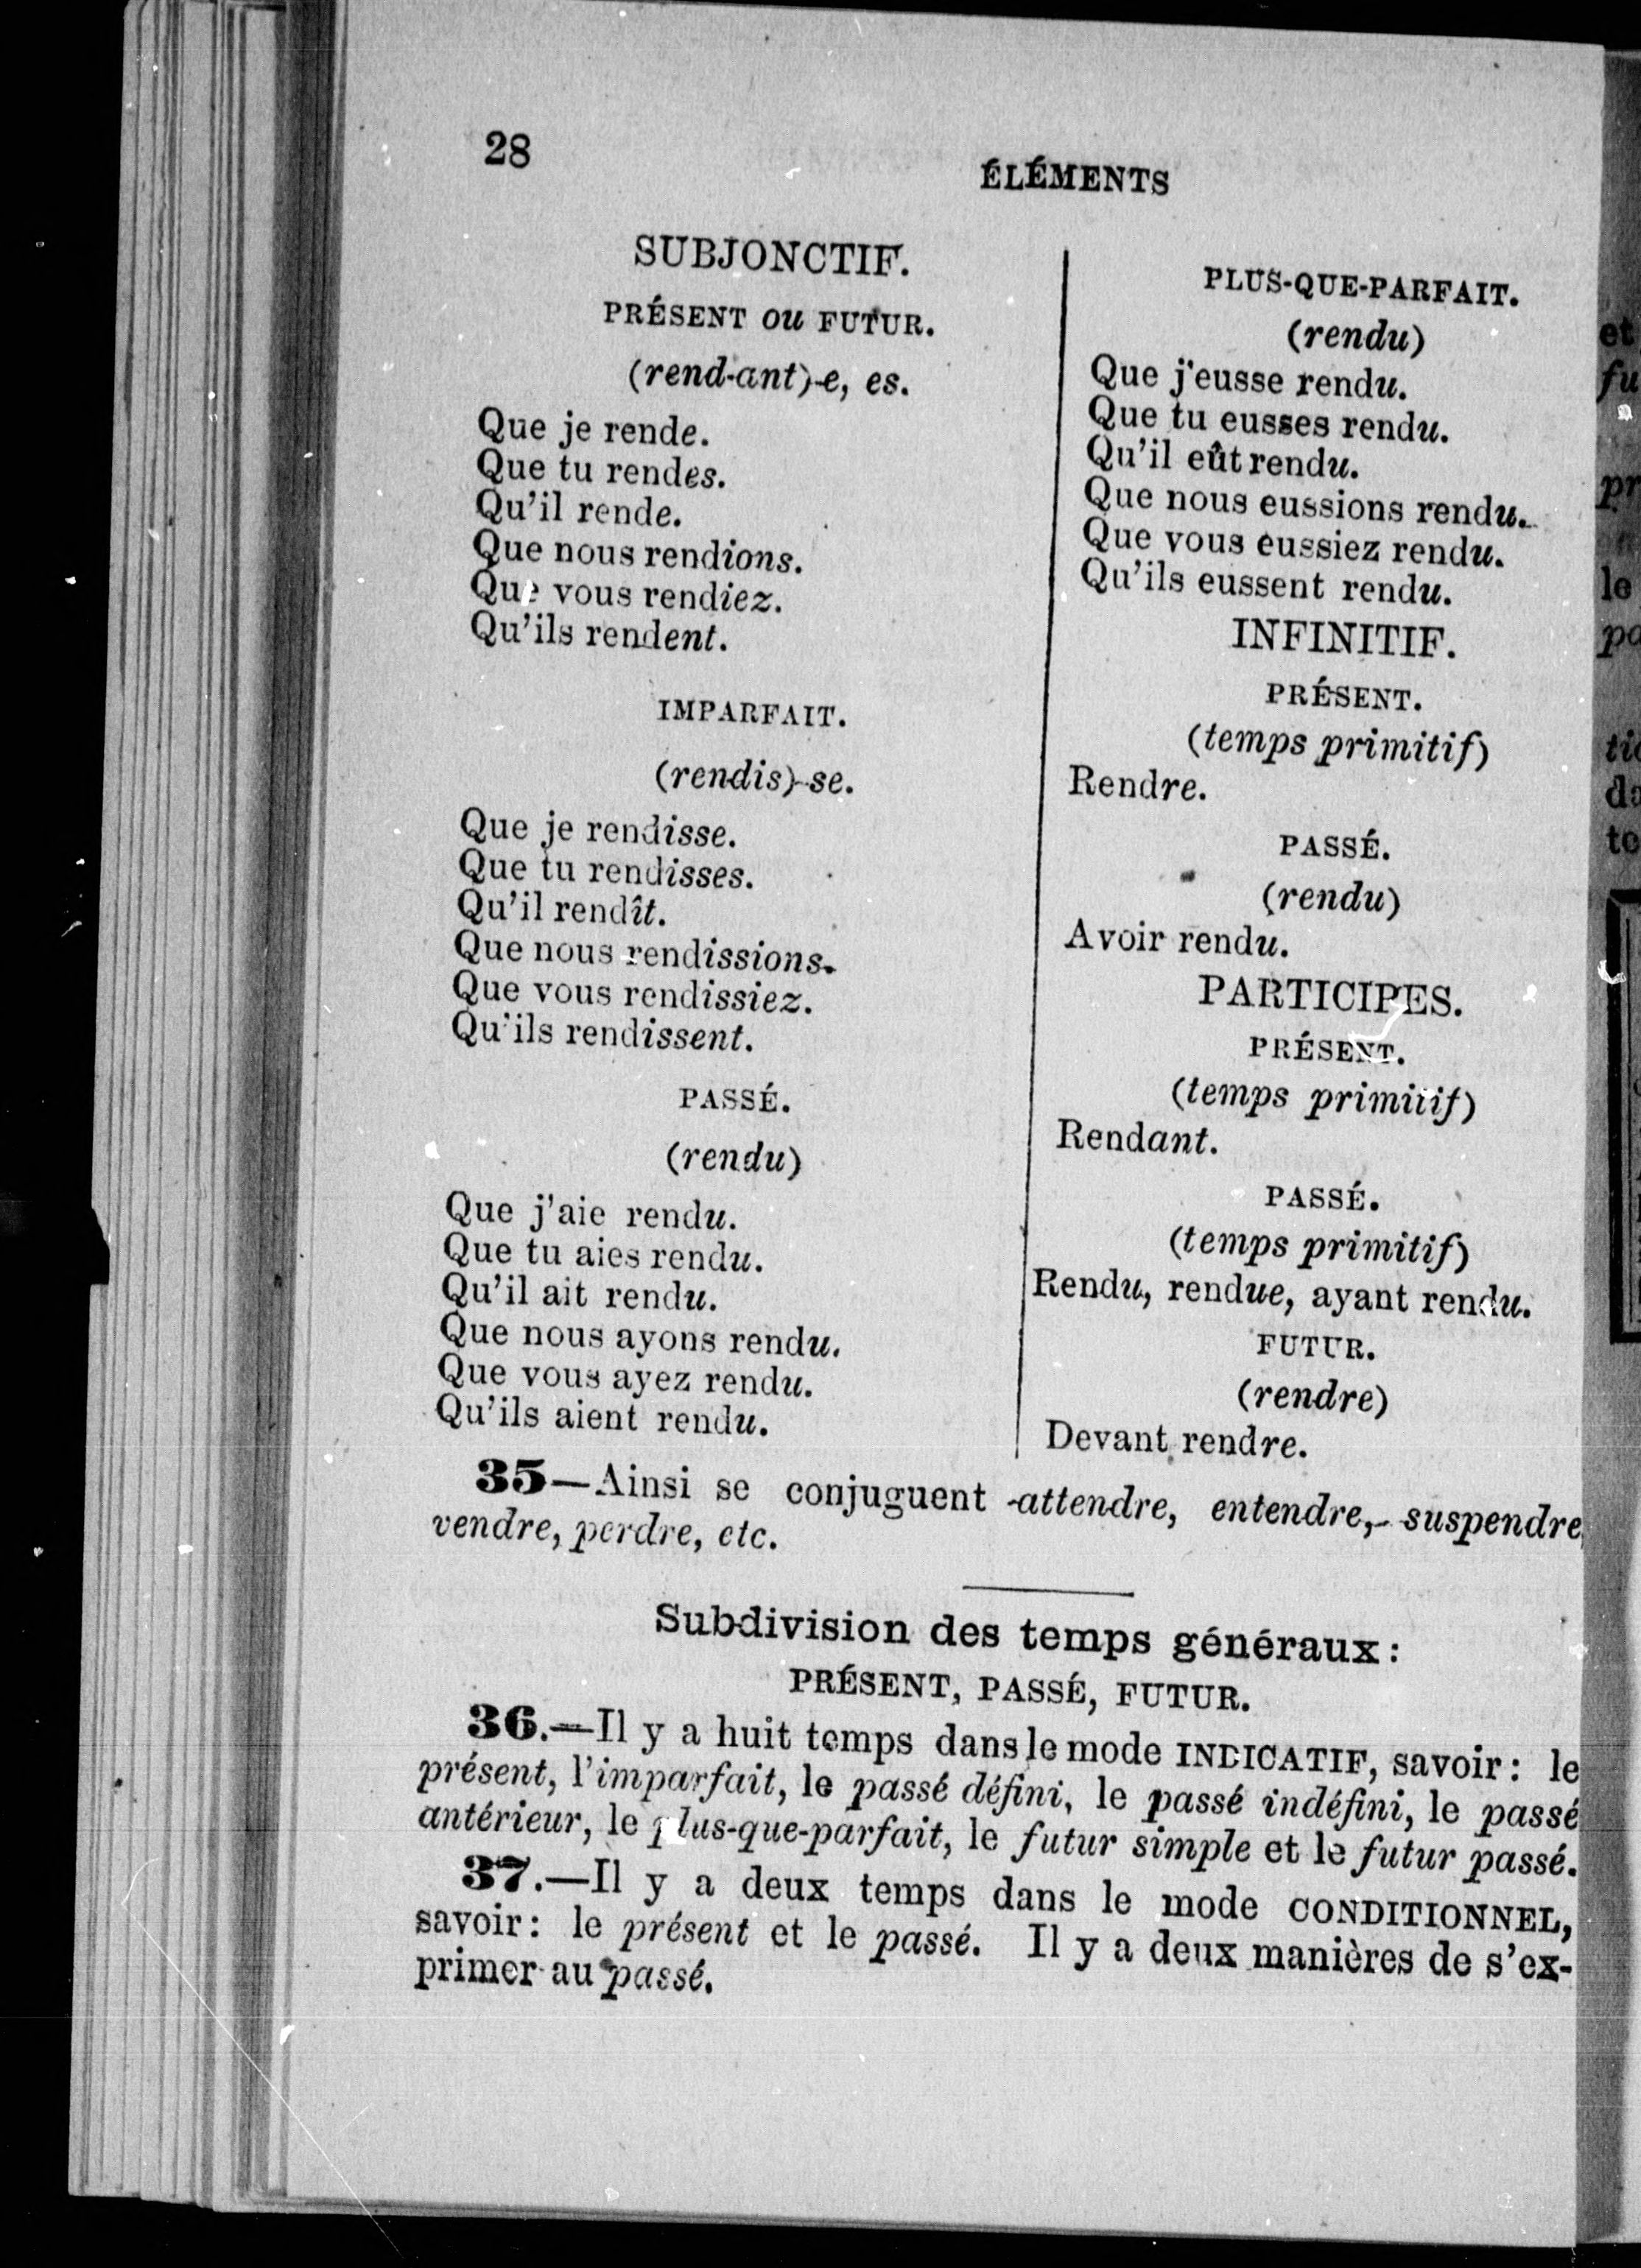 28
ÉLÉMENTS
SUBJONCTIF.
PRÉSENT ou FUTUR.
(rend-ant)-e, es.
Que je rende.
Que tu rendes.
Qu'il rende.
Que nous rendions.
Que vous rendiez.
Qu'ils rendent.
IMPARFAIT.
(rendis)-se.
Que je rendisse.
Que tu rendisses.
Qu'il rendît.
Que nous rendissions.
Que vous rendissiez.
Qu'ils rendissent.
PASSÉ.
(rendu)
Que j'aie rendu.
Que tu aies rendu.
Qu'il ait rendu.
Que nous ayons rendu.
Que vous ayez rendu.
Qu'ils aient rendu.
PLUS-QUE-PARFAIT.
(rendu)
Que j'eusse rendu.
Que tu eusses rendu.
Qu'il eût rendu.
Que nous eussions rendu.
Que vous eussiez rendu.
Qu'ils eussent rendu.
INFINITIF.
PRÉSENT.
(temps primitif)
Rendre.
PASSÉ.
(rendu)
Avoir rendu.
PARTICIPES.
PRÉSENT.
(temps primitif)
Rendant.
PASSÉ.
(temps primitif)
Rendu, rendue, ayant rendu.
FUTUR.
(rendre)
Devant rendre.
35—Ainsi se conjuguent attendre, entendre, suspendre,
vendre, perdre, etc.
Subdivision des temps généraux:
PRÉSENT, PASSÉ, FUTUR.
36.—Il y a huit temps dans le mode INDICATIF, savoir: le
présent, l'imparfait, le passé défini, le passé indéfini, le passé
antérieur, le plus-que-parfait, le futur simple et le futur passé.
37.—Il y a deux temps dans le mode CONDITIONNEL,
savoir: le présent et le passé. Il y a deux manières de s'ex-
primer au passé.